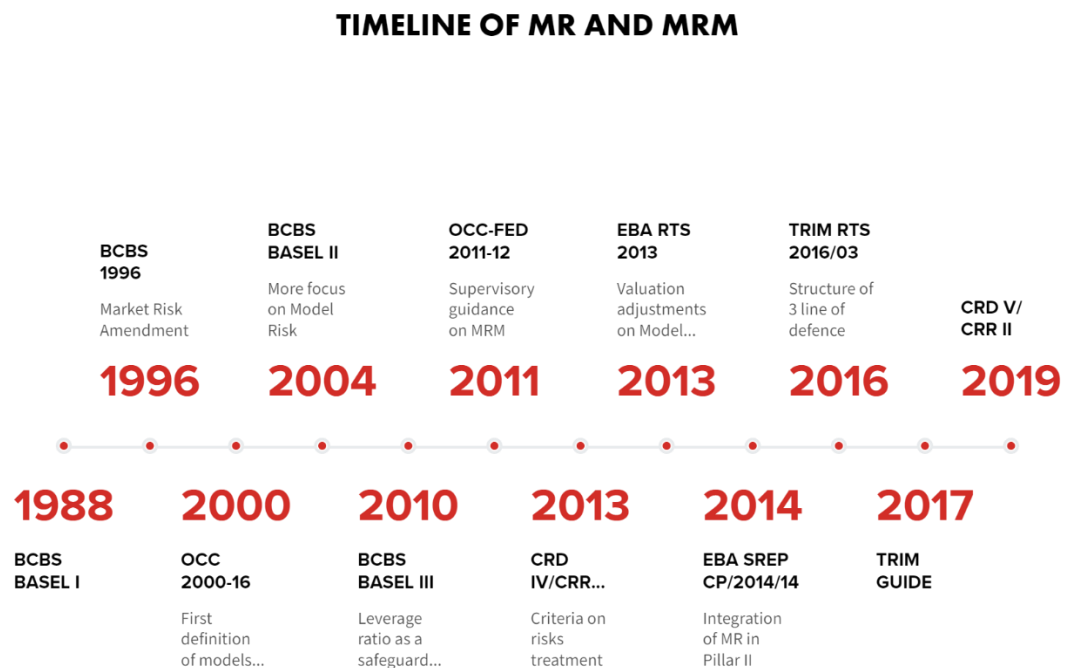 TIMELINE OF MR AND MRM
BCBS
1996
Market Risk
Amendment
1996
BCBS
BASEL II
More focus
on Model
Risk
2004
OCC-FED
2011-12
Supervisory
guidance
on MRM
2011
EBA RTS
2013
Valuation
adjustments
on Model...
2013
TRIM RTS
2016/03
Structure of
3 line of
defence
2016
CRD V/
CRR II
2019
1988
BCBS
BASEL I
2000
OCC
2000-16
First
definition
of models...
2010
BCBS
BASEL III
Leverage
ratio as a
safeguard...
2013
CRD
IV/CRR...
Criteria on
risks
treatment
2014
EBA SREP
CP/2014/14
Integration
of MR in
Pillar II
2017
TRIM
GUIDE